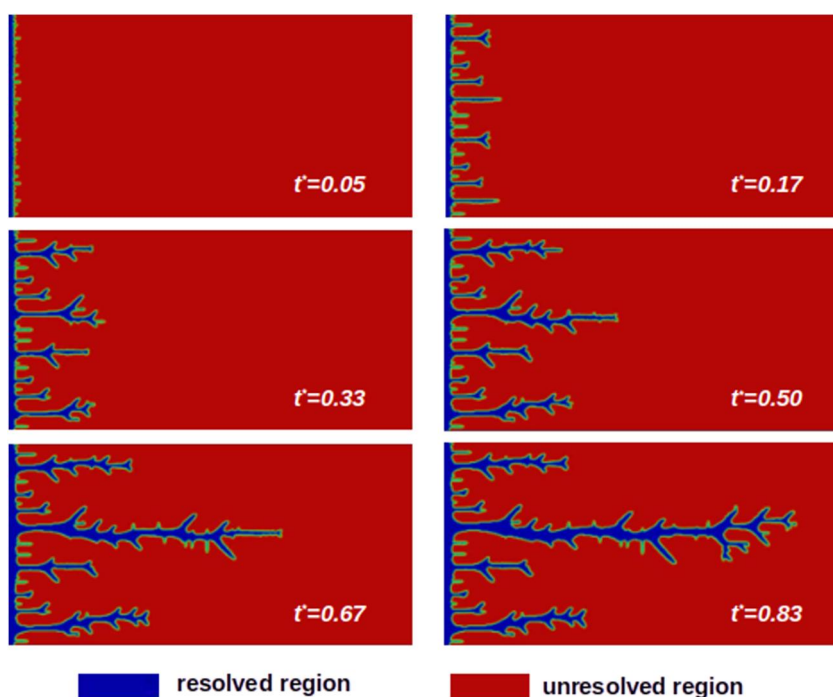 t*=0.05
t*=0.17
t*=0.33
t*=0.50
t*=0.67
t*=0.83
resolved region
unresolved region